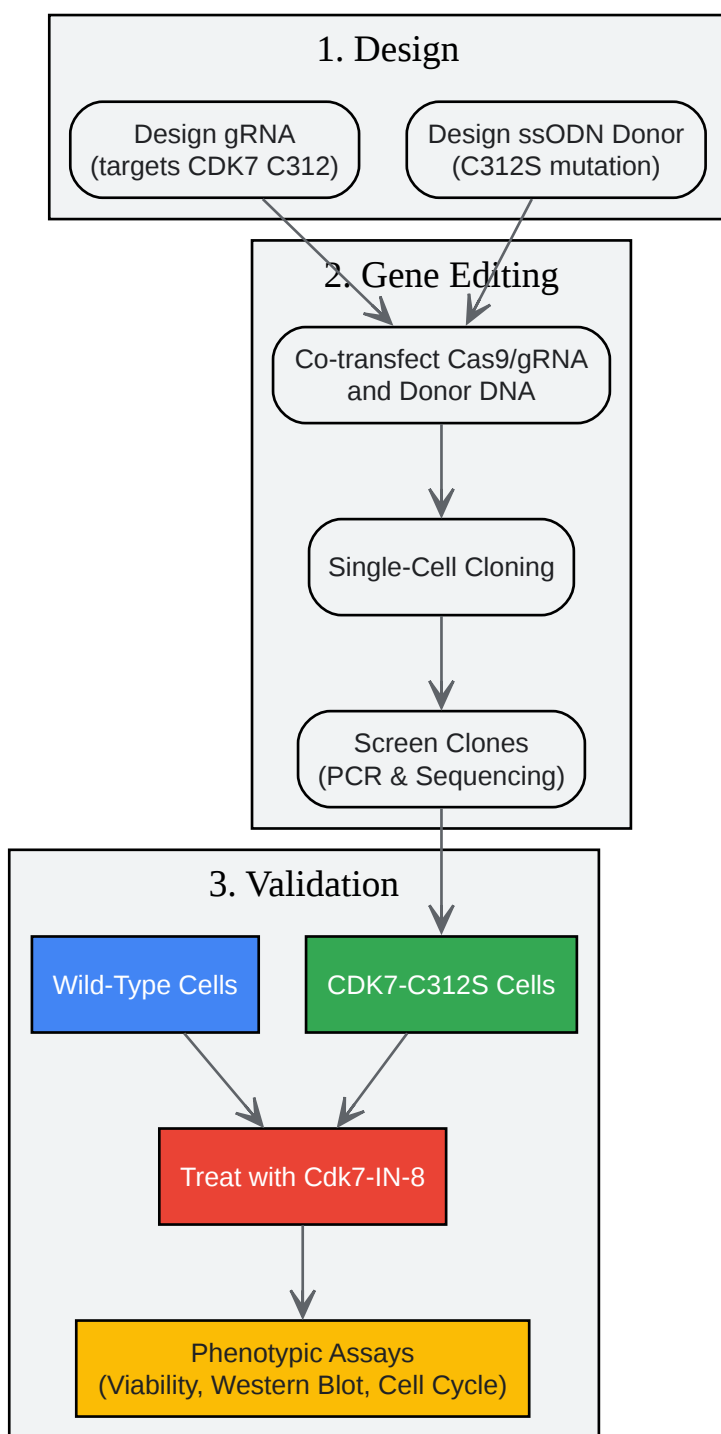 1. Design
Design gRNA
(targets CDK7 C312)
Design ssODN Donor
(C312S mutation)
2. Gene Editing
Co-transfect Cas9/gRNA
and Donor DNA
Single-Cell Cloning
Screen Clones
(PCR & Sequencing)
3. Validation
Wild-Type Cells
CDK7-C312S Cells
Treat with Cdk7-IN-8
Phenotypic Assays
(Viability, Western Blot, Cell Cycle)